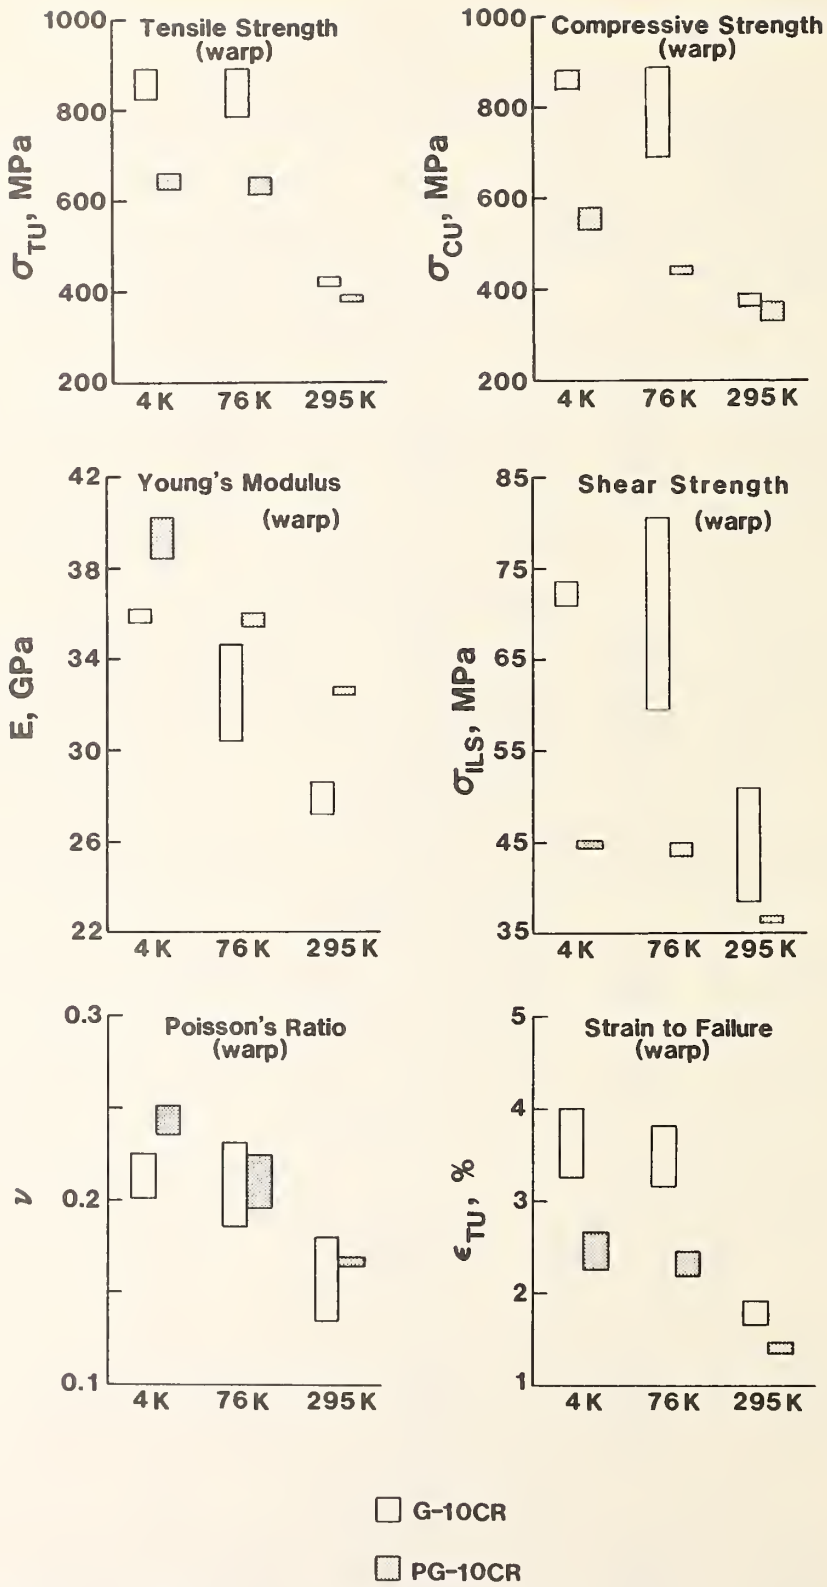 Tensile Strength
(warp)
1000
800
600
400
200
σTU, MPa
4 K 76 K 295 K
Compressive Strength
(warp)
1000
800
600
400
200
σCU, MPa
4 K 76 K 295 K
Young's Modulus
(warp)
42
38
34
30
26
22
E, GPa
4 K 76 K 295 K
Shear Strength
(warp)
85
75
65
55
45
35
σILS, MPa
4 K 76 K 295 K
Poisson's Ratio
(warp)
0.3
0.2
0.1
ν
4 K 76 K 295 K
Strain to Failure
(warp)
5
4
3
2
1
εTU, %
4 K 76 K 295 K
G-10CR
PG-10CR